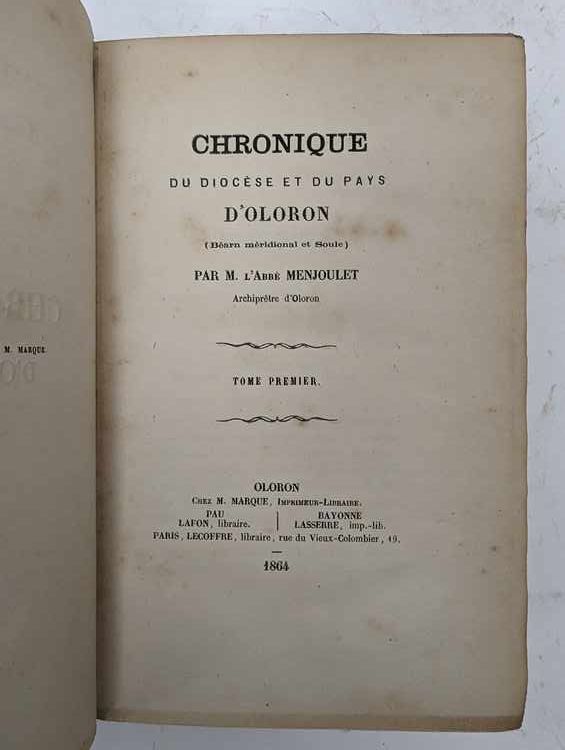 M. MARQUE.
CHRONIQUE
DU DIOCÈSE ET DU PAYS
D'OLORON
(Béarn méridional et Soule)
PAR M. L'ABBÉ MENJOULET
Archiprêtre d'Oloron
TOME PREMIER.
OLORON
CHEZ M. MARQUE, IMPRIMEUR-LIBRAIRE.
PAU | BAYONNE
LAFON, libraire. | LASSERRE, imp.-lib.
PARIS, LECOFFRE, libraire, rue du Vieux-Colombier, 19.
1864